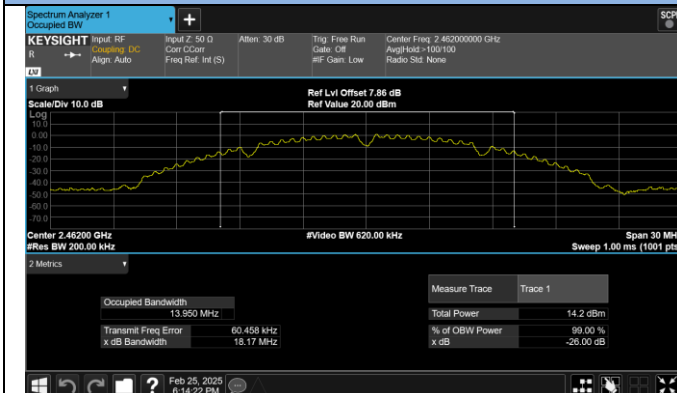 Spectrum Analyzer 1
Occupied BW
+
SCPI
KEYSIGHT
R
LXI
Input: RF
Coupling: DC
Align: Auto
Input Z: 50 Ω
Corr CCorr
Freq Ref: Int (S)
Atten: 30 dB
Trig: Free Run
Gate: Off
#IF Gain: Low
Center Freq: 2.462000000 GHz
Avg|Hold:>100/100
Radio Std: None
1 Graph
Scale/Div 10.0 dB
Ref Lvl Offset 7.86 dB
Ref Value 20.00 dBm
Log
10.0
0.00
-10.0
-20.0
-30.0
-40.0
-50.0
-60.0
-70.0
Center 2.46200 GHz
#Res BW 200.00 kHz
#Video BW 620.00 kHz
Span 30 MH
Sweep 1.00 ms (1001 pts
2 Metrics
Occupied Bandwidth
13.950 MHz
Transmit Freq Error 60.458 kHz
x dB Bandwidth 18.17 MHz
Measure Trace Trace 1
Total Power 14.2 dBm
% of OBW Power 99.00 %
x dB -26.00 dB
?
Feb 25, 2025
6:14:22 PM